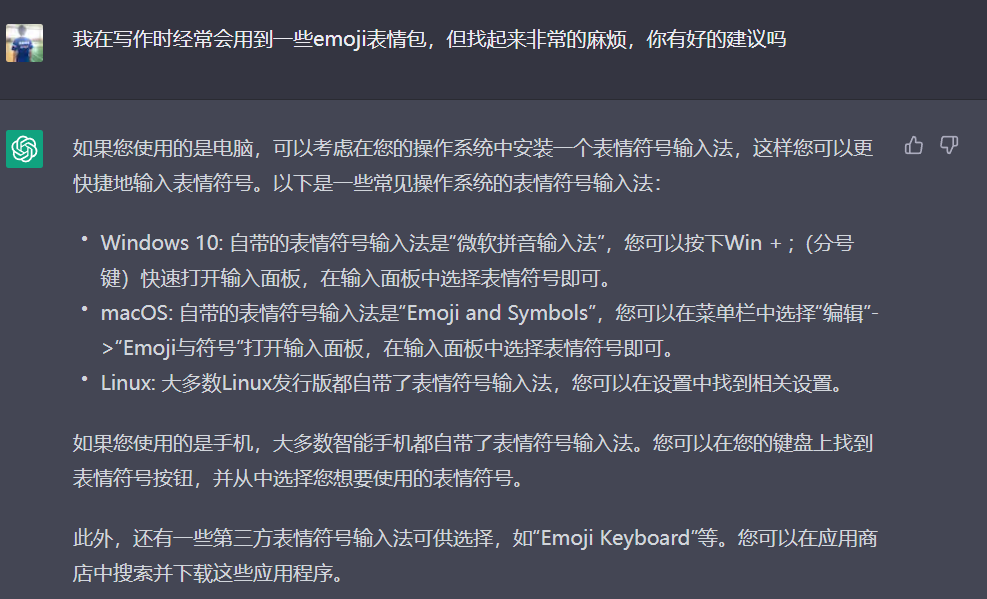 我在写作时经常会用到一些emoji表情包，但找起来非常的麻烦，你有好的建议吗
如果您使用的是电脑，可以考虑在您的操作系统中安装一个表情符号输入法，这样您可以更
快捷地输入表情符号。以下是一些常见操作系统的表情符号输入法：
• Windows 10: 自带的表情符号输入法是“微软拼音输入法”，您可以按下Win + ；(分号
键）快速打开输入面板，在输入面板中选择表情符号即可。
• macOS: 自带的表情符号输入法是“Emoji and Symbols”，您可以在菜单栏中选择“编辑”-
>“Emoji与符号”打开输入面板，在输入面板中选择表情符号即可。
• Linux: 大多数Linux发行版都自带了表情符号输入法，您可以在设置中找到相关设置。
如果您使用的是手机，大多数智能手机都自带了表情符号输入法。您可以在您的键盘上找到
表情符号按钮，并从中选择您想要使用的表情符号。
此外，还有一些第三方表情符号输入法可供选择，如“Emoji Keyboard”等。您可以在应用商
店中搜索并下载这些应用程序。